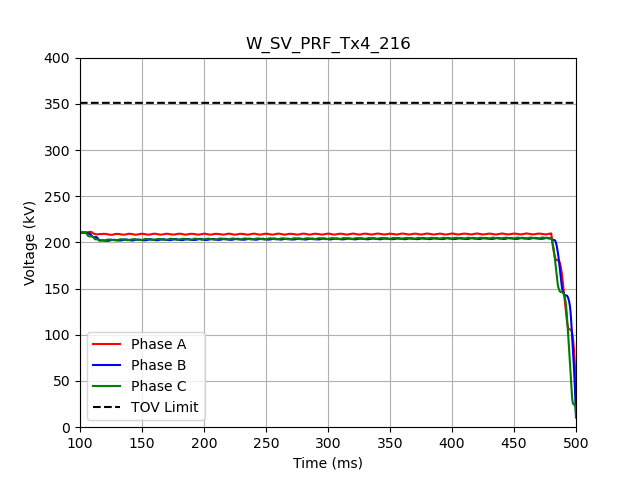 W_SV_PRF_Tx4_216
400
350
300
250
200
150
100
50
0
Voltage (kV)
Phase A
Phase B
Phase C
TOV Limit
100 150 200 250 300 350 400 450 500
Time (ms)